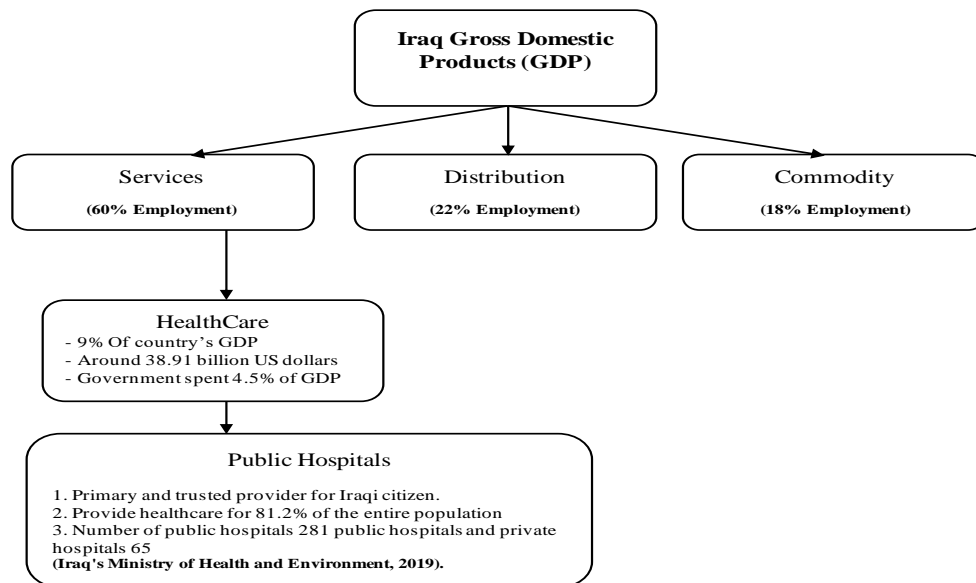 Iraq Gross Domestic
Products (GDP)
Services
(60% Employment)
Distribution
(22% Employment)
Commodity
(18% Employment)
HealthCare
- 9% Of country's GDP
- Around 38.91 billion US dollars
- Government spent 4.5% of GDP
Public Hospitals
1. Primary and trusted provider for Iraqi citizen.
2. Provide healthcare for 81.2% of the entire population
3. Number of public hospitals 281 public hospitals and private
hospitals 65
(Iraq's Ministry of Health and Environment, 2019).